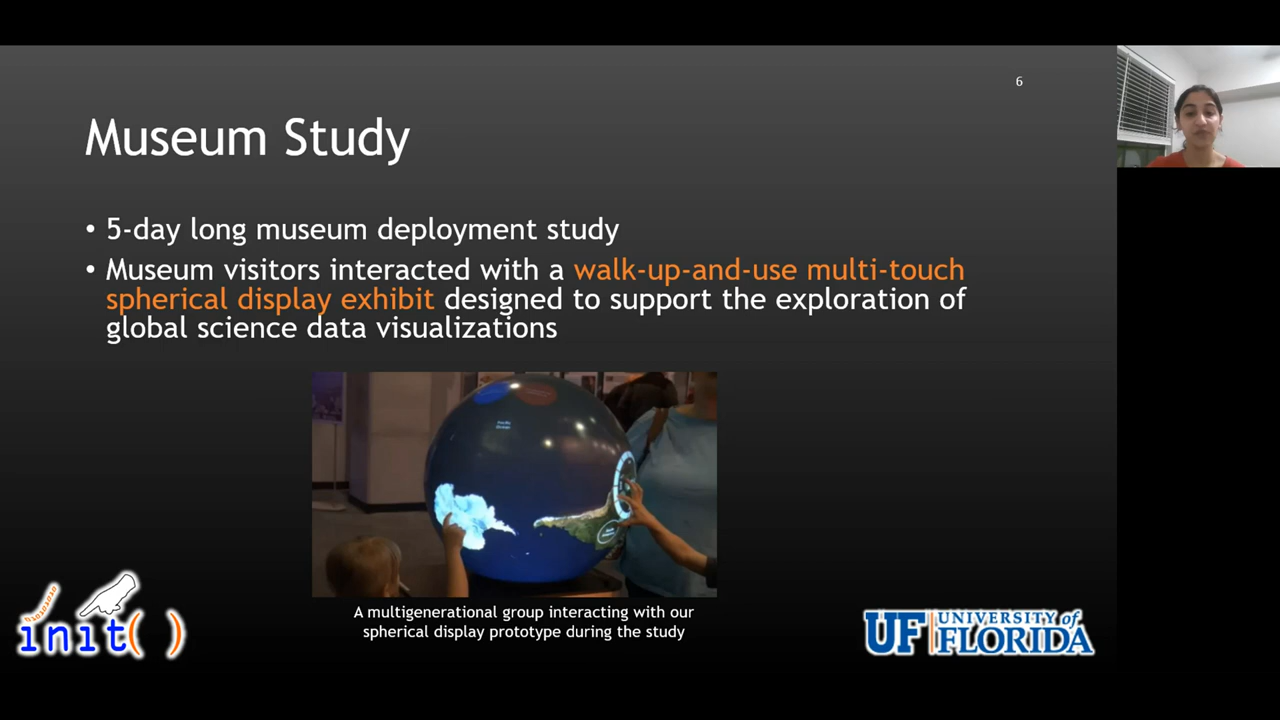 6
Museum Study
• 5-day long museum deployment study
• Museum visitors interacted with a walk-up-and-use multi-touch
spherical display exhibit designed to support the exploration of
global science data visualizations
A multigenerational group interacting with our
spherical display prototype during the study
init( )
UF UNIVERSITY of
FLORIDA